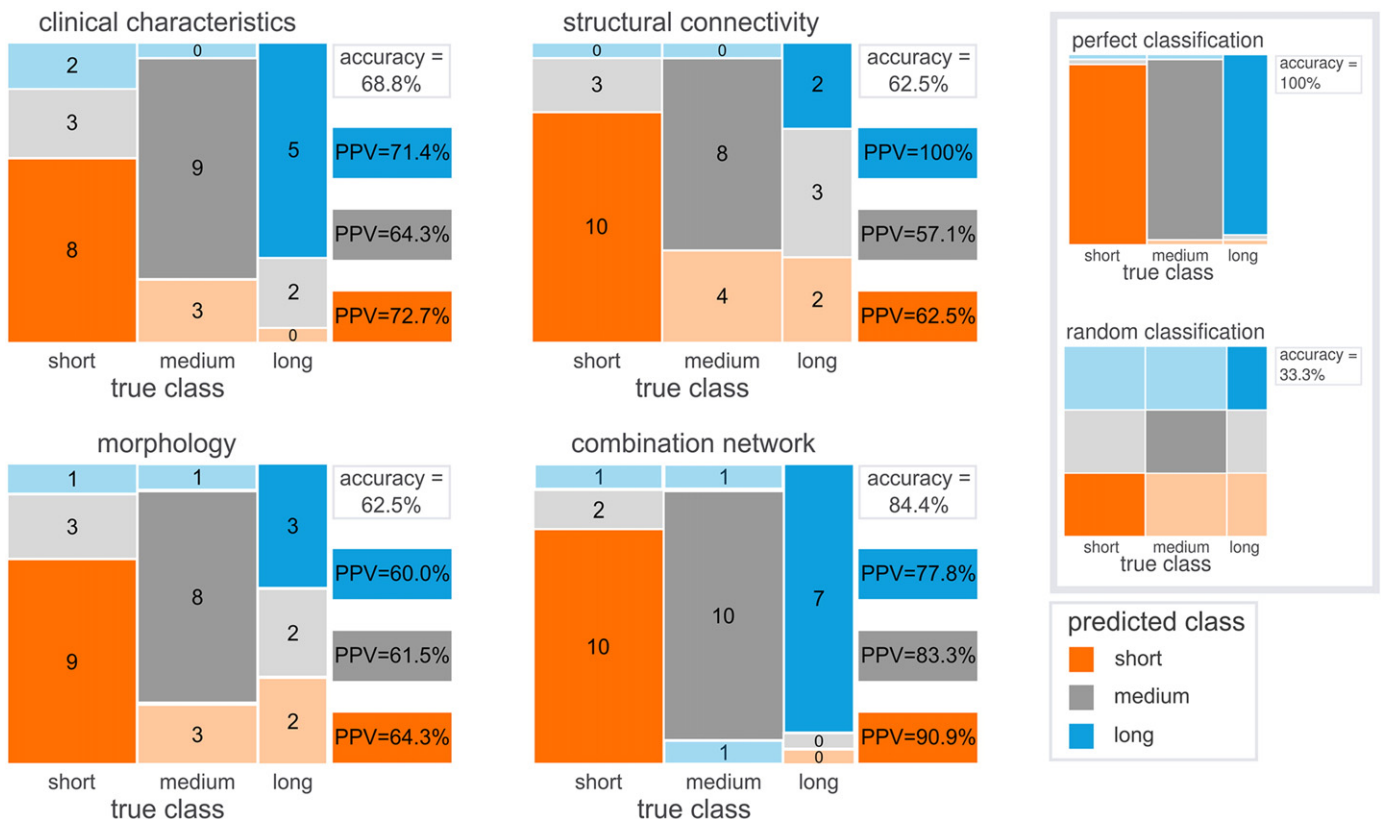 clinical characteristics
2
0
3
9
5
8
3
2
0
accuracy =
68.8%
PPV=71.4%
PPV=64.3%
PPV=72.7%
short medium long
true class
structural connectivity
0
0
2
3
8
3
10
4
2
accuracy =
62.5%
PPV=100%
PPV=57.1%
PPV=62.5%
short medium long
true class
morphology
1
1
3
3
8
2
9
3
2
accuracy =
62.5%
PPV=60.0%
PPV=61.5%
PPV=64.3%
short medium long
true class
combination network
1
1
7
2
10
10
1
0
0
accuracy =
84.4%
PPV=77.8%
PPV=83.3%
PPV=90.9%
short medium long
true class
perfect classification
accuracy =
100%
short medium long
true class
random classification
accuracy =
33.3%
short medium long
true class
predicted class
short
medium
long